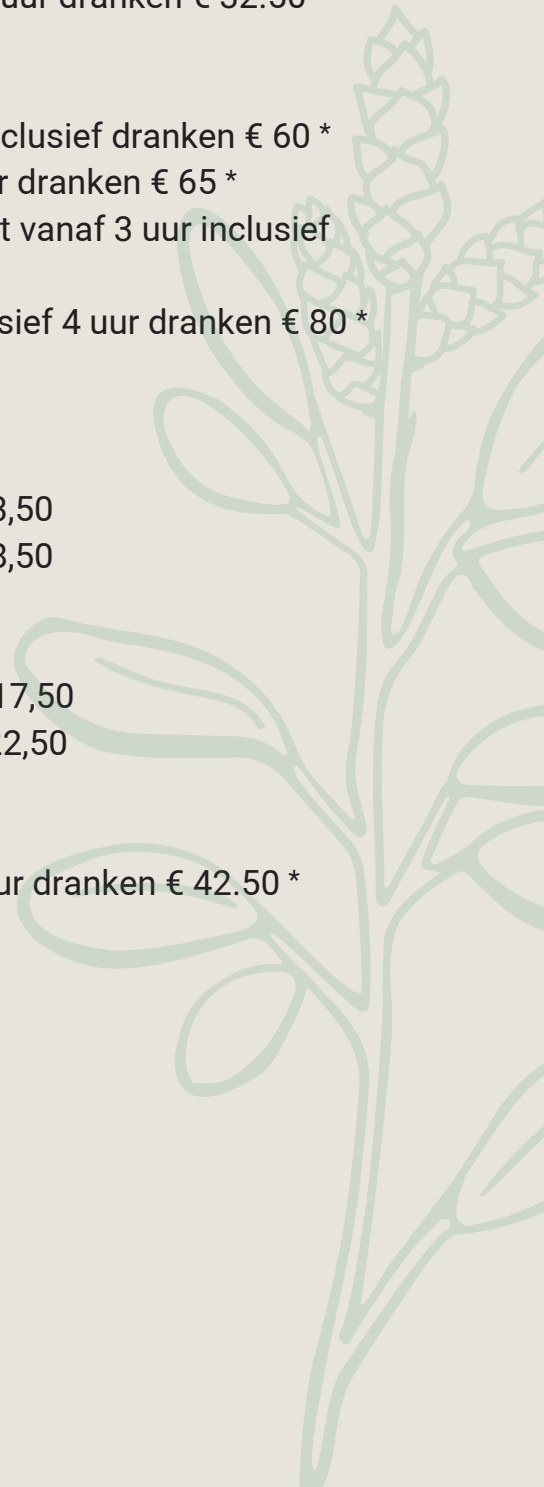 uur dranken € 52.50
clusief dranken € 60 *
r dranken € 65 *
t vanaf 3 uur inclusief
sief 4 uur dranken € 80 *
3,50
3,50
17,50
2,50
ur dranken € 42.50 *